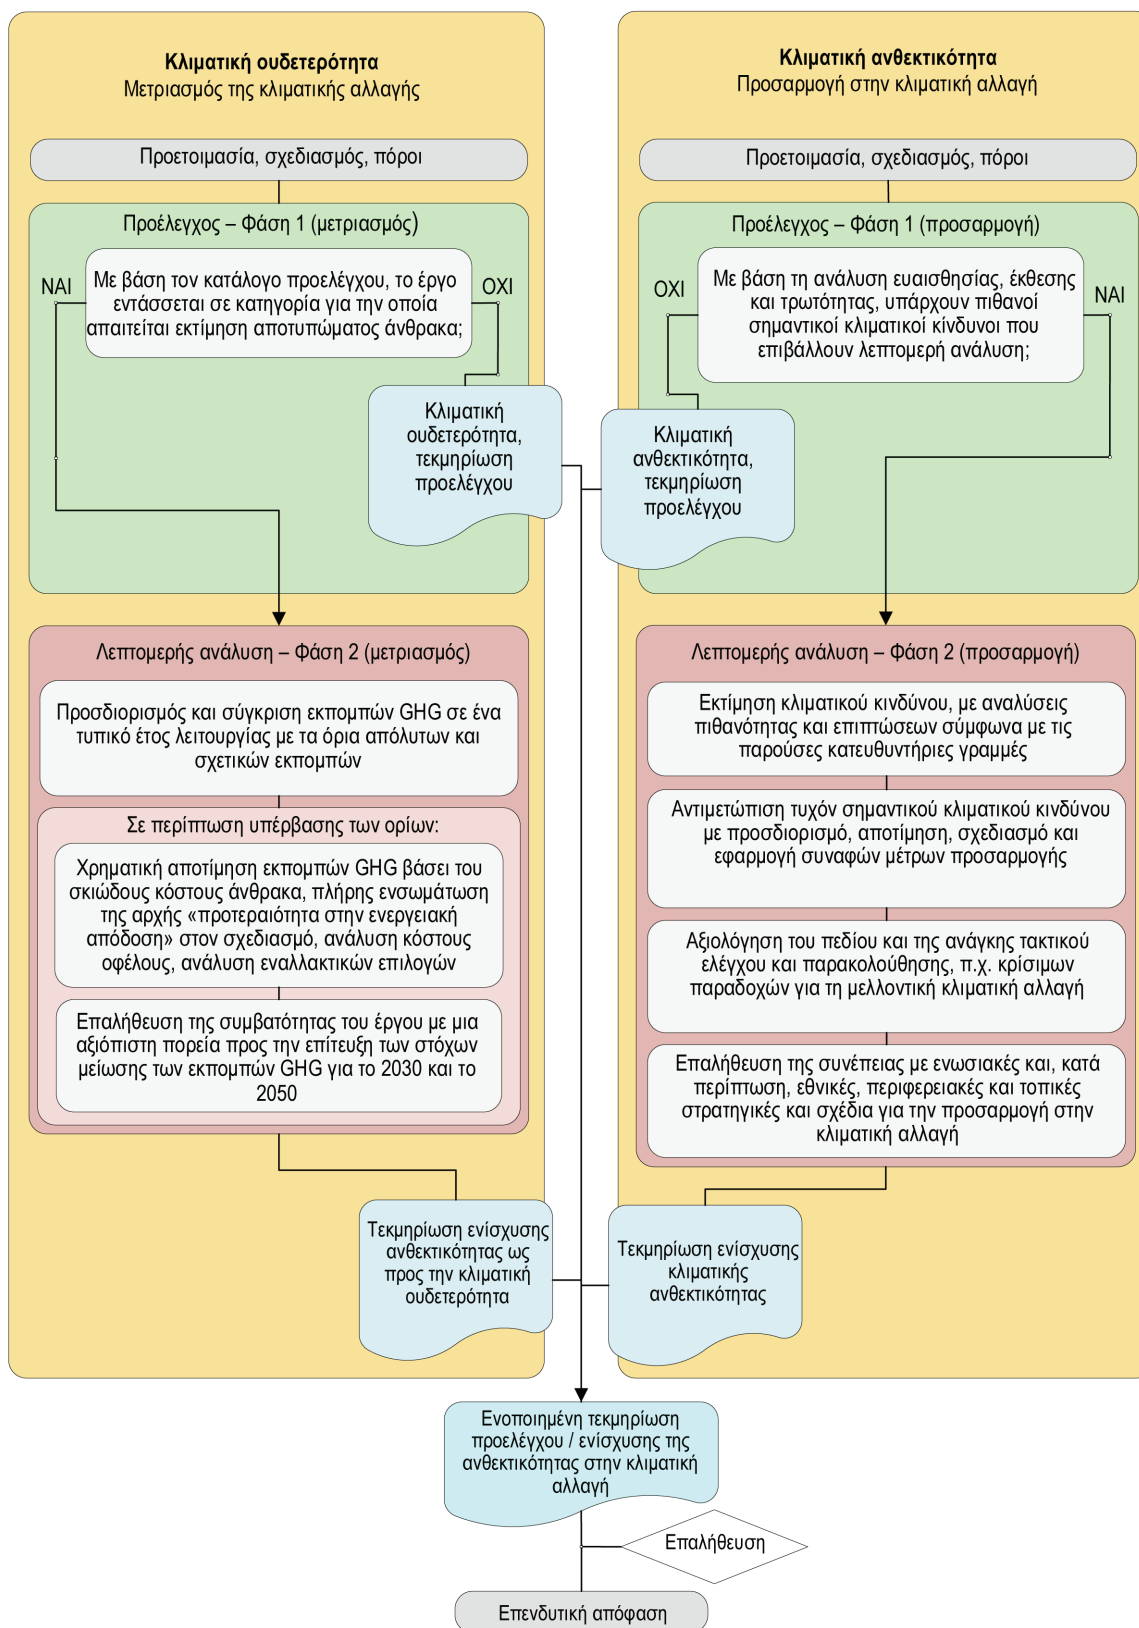 Κλιματική ουδετερότητα
Μετριασμός της κλιματικής αλλαγής
Προετοιμασία, σχεδιασμός, πόροι
Προέλεγχος – Φάση 1 (μετριασμός)
ΝΑΙ
Με βάση τον κατάλογο προελέγχου, το έργο
εντάσσεται σε κατηγορία για την οποία
απαιτείται εκτίμηση αποτυπώματος άνθρακα;
ΟΧΙ
Κλιματική
ουδετερότητα,
τεκμηρίωση
προελέγχου
Λεπτομερής ανάλυση – Φάση 2 (μετριασμός)
Προσδιορισμός και σύγκριση εκπομπών GHG σε ένα
τυπικό έτος λειτουργίας με τα όρια απόλυτων και
σχετικών εκπομπών
Σε περίπτωση υπέρβασης των ορίων:
Χρηματική αποτίμηση εκπομπών GHG βάσει του
σκιώδους κόστους άνθρακα, πλήρης ενσωμάτωση
της αρχής «προτεραιότητα στην ενεργειακή
απόδοση» στον σχεδιασμό, ανάλυση κόστους
οφέλους, ανάλυση εναλλακτικών επιλογών
Επαλήθευση της συμβατότητας του έργου με μια
αξιόπιστη πορεία προς την επίτευξη των στόχων
μείωσης των εκπομπών GHG για το 2030 και το
2050
Τεκμηρίωση ενίσχυσης
ανθεκτικότητας ως
προς την κλιματική
ουδετερότητα
Κλιματική ανθεκτικότητα
Προσαρμογή στην κλιματική αλλαγή
Προετοιμασία, σχεδιασμός, πόροι
Προέλεγχος – Φάση 1 (προσαρμογή)
ΟΧΙ
Με βάση τη ανάλυση ευαισθησίας, έκθεσης
και τρωτότητας, υπάρχουν πιθανοί
σημαντικοί κλιματικοί κίνδυνοι που
επιβάλλουν λεπτομερή ανάλυση;
ΝΑΙ
Κλιματική
ανθεκτικότητα,
τεκμηρίωση
προελέγχου
Λεπτομερής ανάλυση – Φάση 2 (προσαρμογή)
Εκτίμηση κλιματικού κινδύνου, με αναλύσεις
πιθανότητας και επιπτώσεων σύμφωνα με τις
παρούσες κατευθυντήριες γραμμές
Αντιμετώπιση τυχόν σημαντικού κλιματικού κινδύνου
με προσδιορισμό, αποτίμηση, σχεδιασμό και
εφαρμογή συναφών μέτρων προσαρμογής
Αξιολόγηση του πεδίου και της ανάγκης τακτικού
ελέγχου και παρακολούθησης, π.χ. κρίσιμων
παραδοχών για τη μελλοντική κλιματική αλλαγή
Επαλήθευση της συνέπειας με ενωσιακές και, κατά
περίπτωση, εθνικές, περιφερειακές και τοπικές
στρατηγικές και σχέδια για την προσαρμογή στην
κλιματική αλλαγή
Τεκμηρίωση ενίσχυσης
κλιματικής
ανθεκτικότητας
Ενοποιημένη τεκμηρίωση
προελέγχου / ενίσχυσης της
ανθεκτικότητας στην κλιματική
αλλαγή
Επαλήθευση
Επενδυτική απόφαση